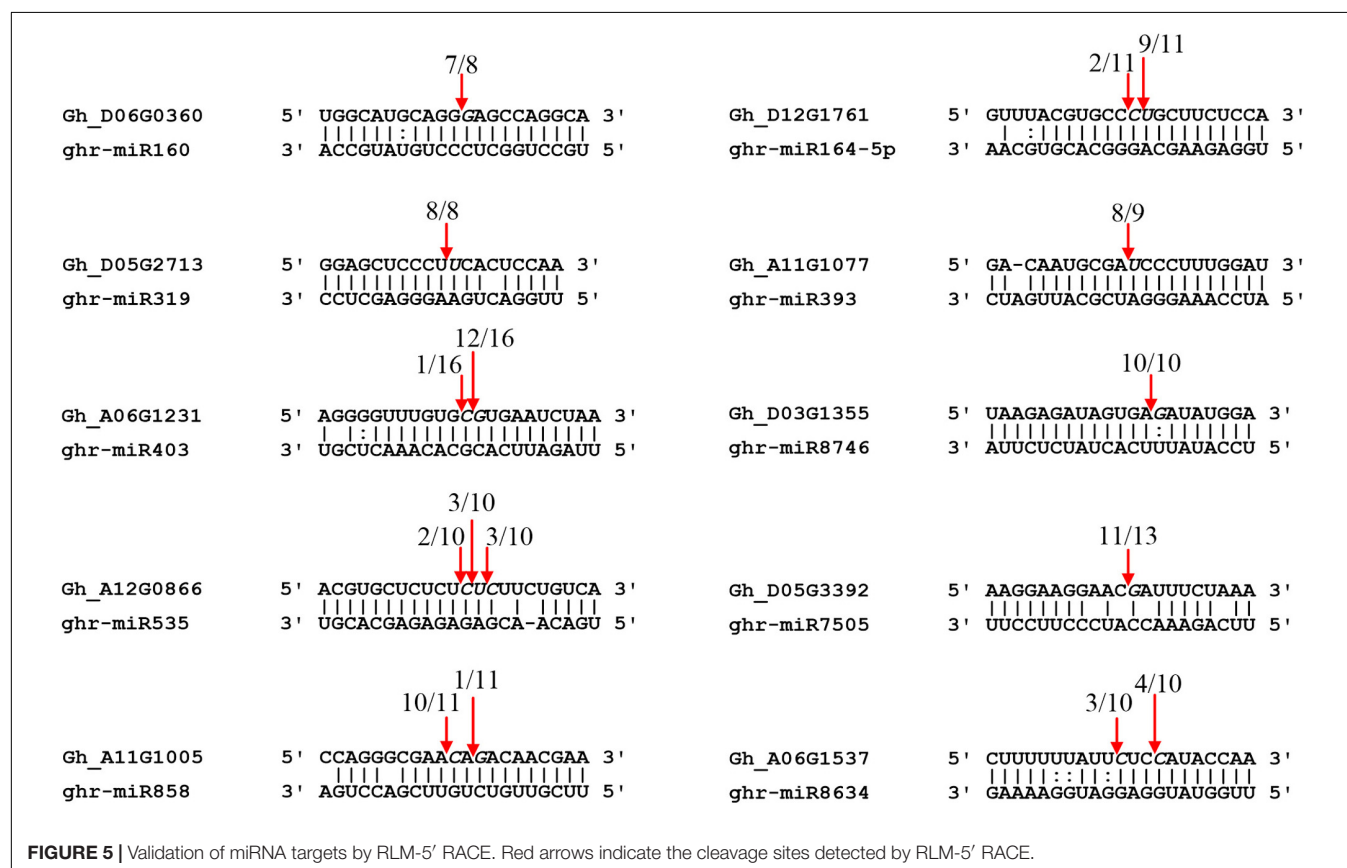 7/8
Gh_D06G0360 5' UGGCAUGCAGGGAGCCAGGCA 3'
||||||:||||||||||||||
ghr-miR160 3' ACCGUAUGUCCCUCGGUCCGU 5'
9/11
2/11
Gh_D12G1761 5' GUUUACGUGCCCUGCUUCUCCA 3'
| :||||||||||||||||||
ghr-miR164-5p 3' AACGUGCACGGGACGAAGAGGU 5'
8/8
Gh_D05G2713 5' GGAGCUCCCUUUCACUCCAA 3'
||||||||||||| ||||||
ghr-miR319 3' CCUCGAGGGAAGUCAGGUU 5'
8/9
Gh_A11G1077 5' GA-CAAUGCGAUCCCUUUGGAU 3'
|| |||||||||||||||||||
ghr-miR393 3' CUAGUUACGCUAGGGAAACCUA 5'
12/16
1/16
Gh_A06G1231 5' AGGGGUUUGUGCGUGAAUCUAA 3'
| |:||||||||||||||||||
ghr-miR403 3' UGCUCAAACACGCACUUAGAUU 5'
10/10
Gh_D03G1355 5' UAAGAGAUAGUGAGAUAUGGA 3'
|||||||||||||:|||||||
ghr-miR8746 3' AUUCUCUAUCACUUUAUACCU 5'
3/10
2/10 3/10
Gh_A12G0866 5' ACGUGCUCUCUCUCUUCUGUCA 3'
|||||||||||||| | |||||
ghr-miR535 3' UGCACGAGAGAGAGCA-ACAGU 5'
11/13
Gh_D05G3392 5' AAGGAAGGAACGAUUUCUAAA 3'
|||||||| | ||||| ||
ghr-miR7505 3' UUCCUUCCCUACCAAAGACUU 5'
1/11
10/11
Gh_A11G1005 5' CCAGGGCGAACAGACAACGAA 3'
|||| |||||||||||||||
ghr-miR858 3' AGUCCAGCUUGUCUGUUGCUU 5'
4/10
3/10
Gh_A06G1537 5' CUUUUUUAUUCUCCAUACCAA 3'
|||||::||:|||||||||||
ghr-miR8634 3' GAAAAGGUAGGAGGUAUGGUU 5'
FIGURE 5 | Validation of miRNA targets by RLM-5′ RACE. Red arrows indicate the cleavage sites detected by RLM-5′ RACE.